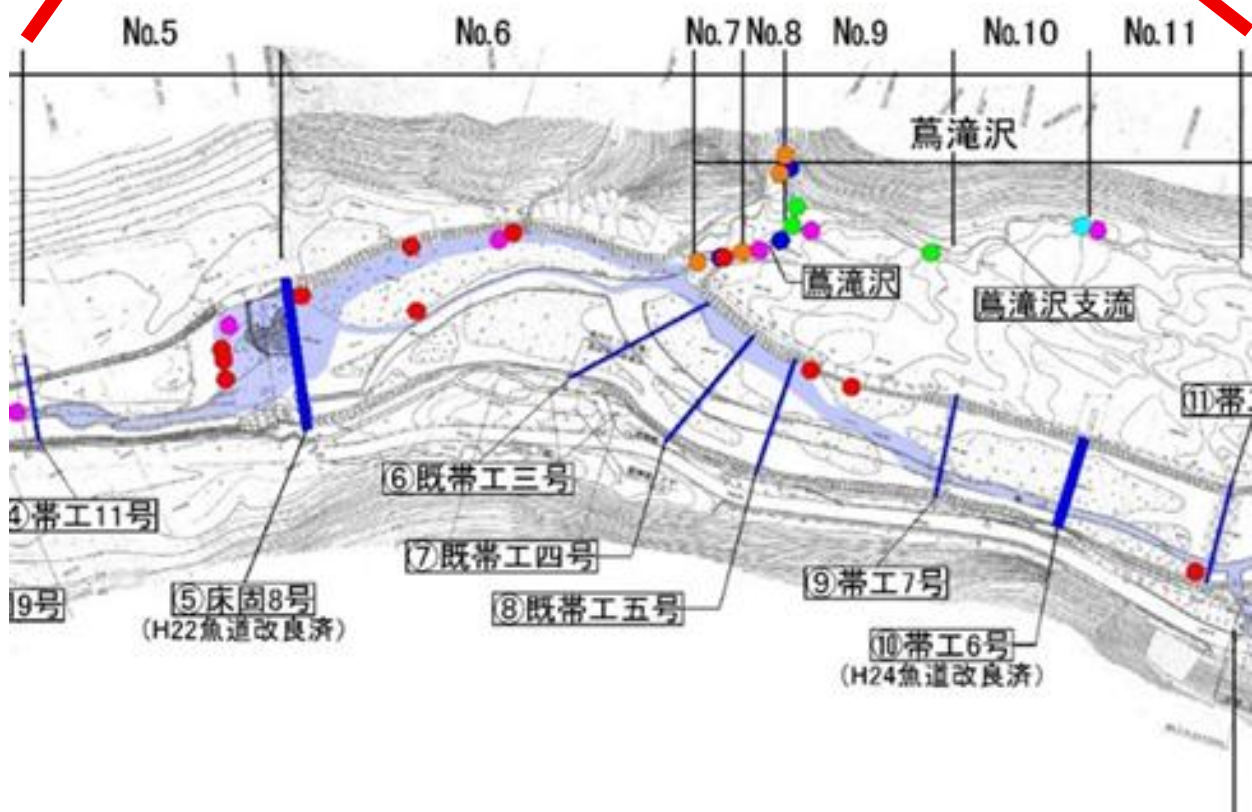 No.5
No.6
No.7
No.8
No.9
No.10
No.11
蔦滝沢
蔦滝沢
蔦滝沢支流
⑪帯
⑥既帯工三号
④帯工11号
⑦既帯工四号
9号
⑤床固8号
(H22魚道改良済)
⑧既帯工五号
⑨帯工7号
⑩帯工6号
(H24魚道改良済)